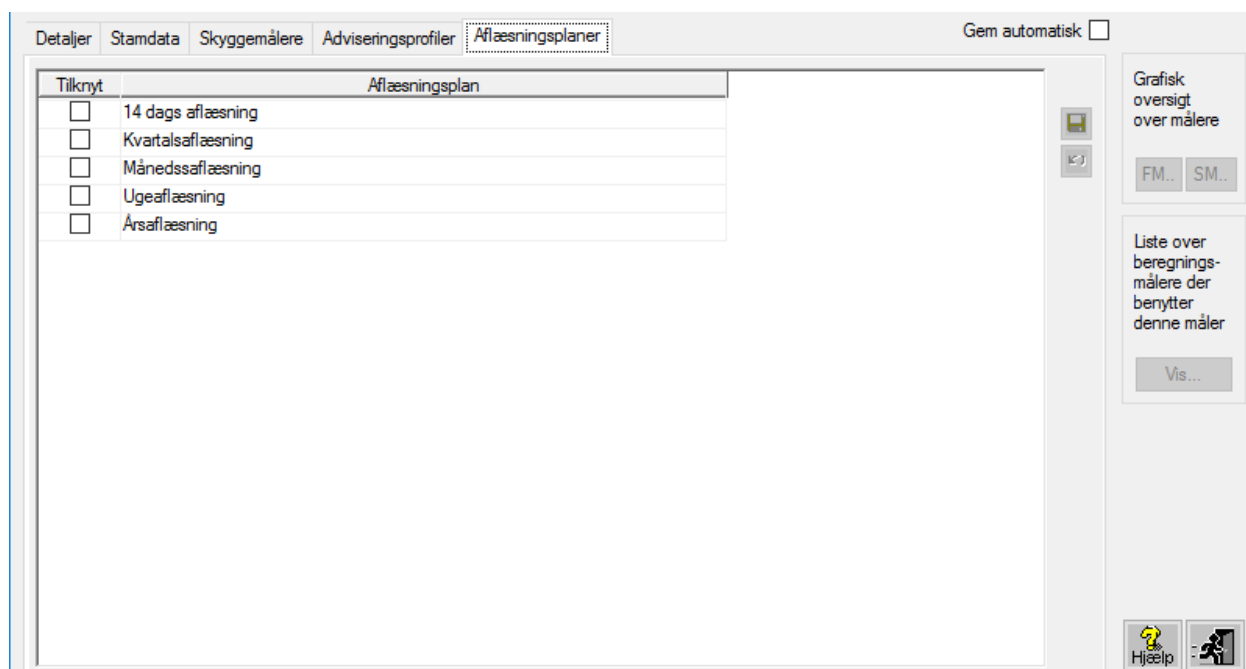 Detaljer Stamdata Skyggemålere Adviseringsprofiler Aflæsningsplaner
Gem automatisk
Tilknyt Aflæsningsplan
14 dags aflæsning
Kvartalsaflæsning
Månedssaflæsning
Ugeaflæsning
Årsaflæsning
Grafisk
oversigt
over målere
FM.. SM..
Liste over
beregnings-
målere der
benytter
denne måler
Vis...
Hjælp